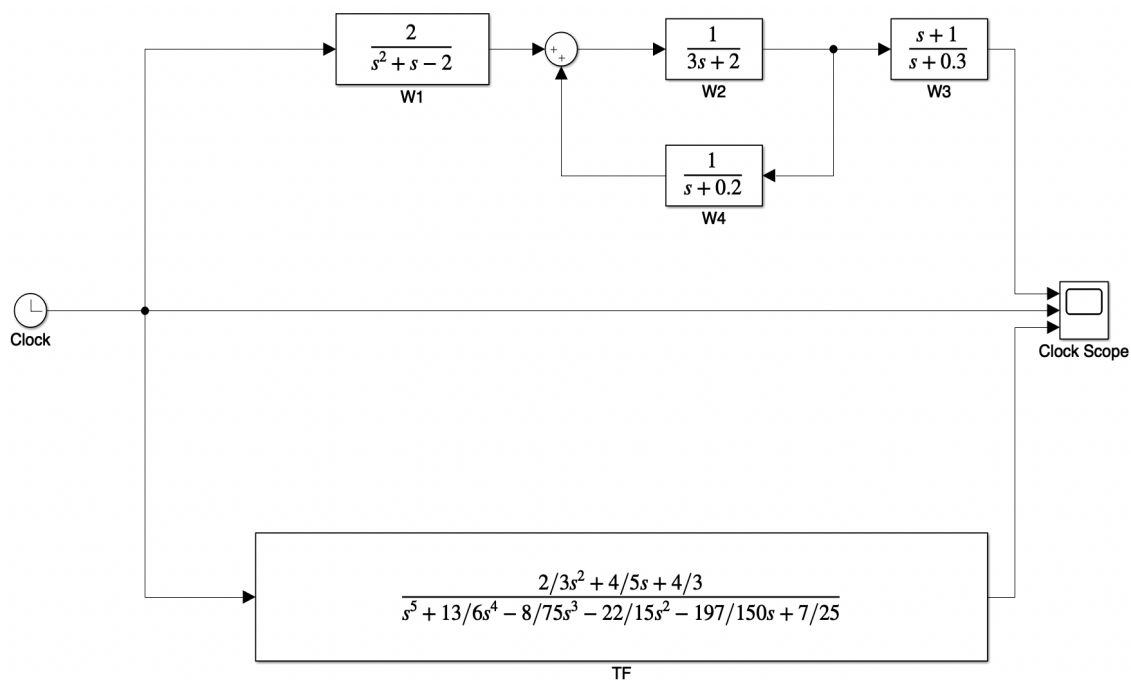 2
s² + s − 2
W1
+
+
1
3s + 2
W2
s + 1
s + 0.3
W3
1
s + 0.2
W4
Clock
Clock Scope
2/3s² + 4/5s + 4/3
s⁵ + 13/6s⁴ − 8/75s³ − 22/15s² − 197/150s + 7/25
TF